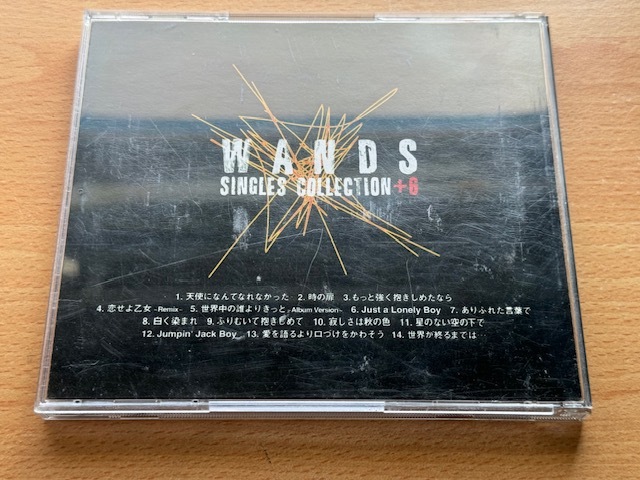 WANDS
SINGLES COLLECTION+6
1. 天使になんてなれなかった 2. 時の扉 3. もっと強く抱きしめたなら
4. 恋せよ乙女 -Remix- 5. 世界中の誰よりきっと -Album Version- 6. Just a Lonely Boy 7. ありふれた言葉で
8. 白く染まれ 9. ふりむいて抱きしめて 10. 寂しさは秋の色 11. 星のない空の下で
12. Jumpin' Jack Boy 13. 愛を語るより口づけをかわそう 14. 世界が終るまでは…